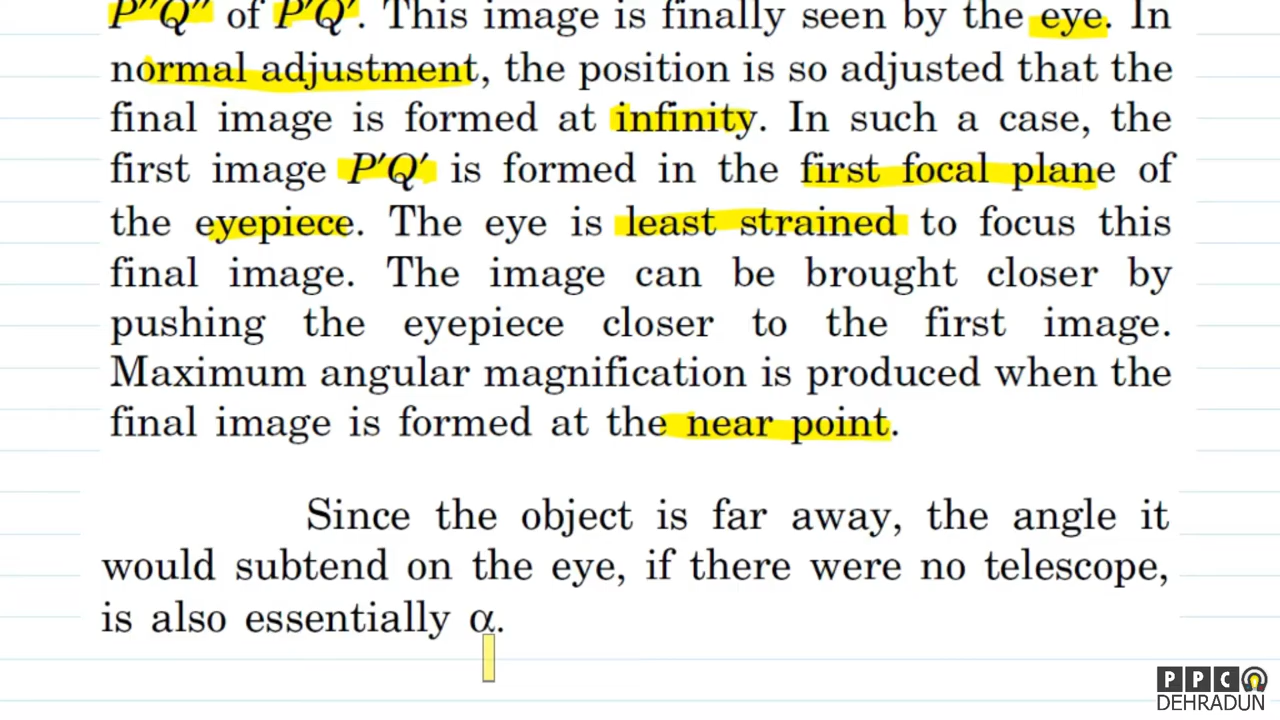 P″Q″ of P′Q′. This image is finally seen by the eye. In
normal adjustment, the position is so adjusted that the
final image is formed at infinity. In such a case, the
first image P′Q′ is formed in the first focal plane of
the eyepiece. The eye is least strained to focus this
final image. The image can be brought closer by
pushing the eyepiece closer to the first image.
Maximum angular magnification is produced when the
final image is formed at the near point.
Since the object is far away, the angle it
would subtend on the eye, if there were no telescope,
is also essentially α.
PPC
DEHRADUN